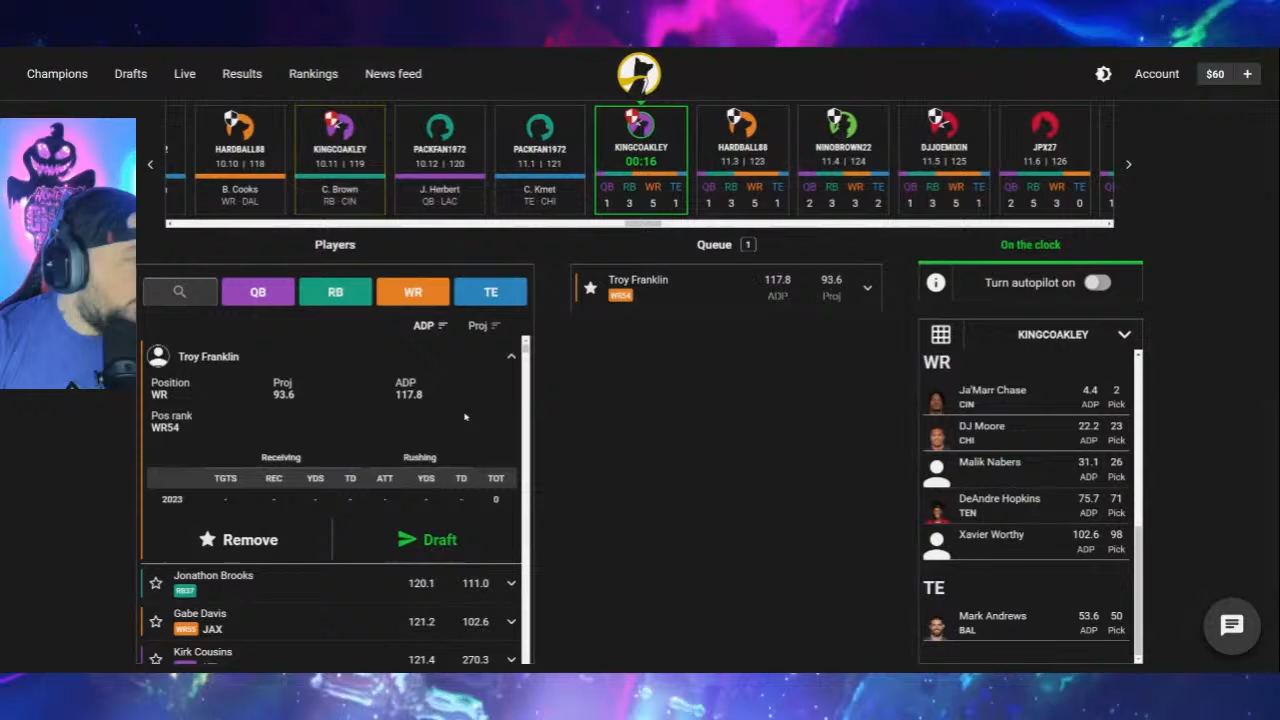 Champions Drafts Live Results Rankings News feed Account $60 +
HARDBALL88 KINGCOAKLEY PACKFAN1972 PACKFAN1972 KINGCOAKLEY HARDBALL88 NINOBROWN22 DJJOEMIXIN JPX27
10.10 | 118 10.11 | 119 10.12 | 120 11.1 | 121 00:16 11.3 | 123 11.4 | 124 11.5 | 125 11.6 | 126
B. Cooks C. Brown J. Herbert C. Kmet QB RB WR TE QB RB WR TE QB RB WR TE QB RB WR TE QB RB WR TE
WR · DAL RB · CIN QB · LAC TE · CHI 1 3 5 1 1 3 5 1 2 3 3 2 1 3 5 1 2 5 3 0
Players Queue 1 On the clock
QB RB WR TE
ADP Proj
Troy Franklin
Position Proj ADP
WR 93.6 117.8
Pos rank
WR54
Receiving Rushing
TGTS REC YDS TD ATT YDS TD TOT
2023 - - - - - - - 0
Remove Draft
Jonathon Brooks 120.1 111.0
RB37
Gabe Davis 121.2 102.6
WR55 JAX
Kirk Cousins 121.4 270.3
Troy Franklin 117.8 93.6
WR54 ADP Proj
Turn autopilot on
KINGCOAKLEY
WR
Ja'Marr Chase 4.4 2
CIN ADP Pick
DJ Moore 22.2 23
CHI ADP Pick
Malik Nabers 31.1 26
ADP Pick
DeAndre Hopkins 75.7 71
TEN ADP Pick
Xavier Worthy 102.6 98
ADP Pick
TE
Mark Andrews 53.6 50
BAL ADP Pick